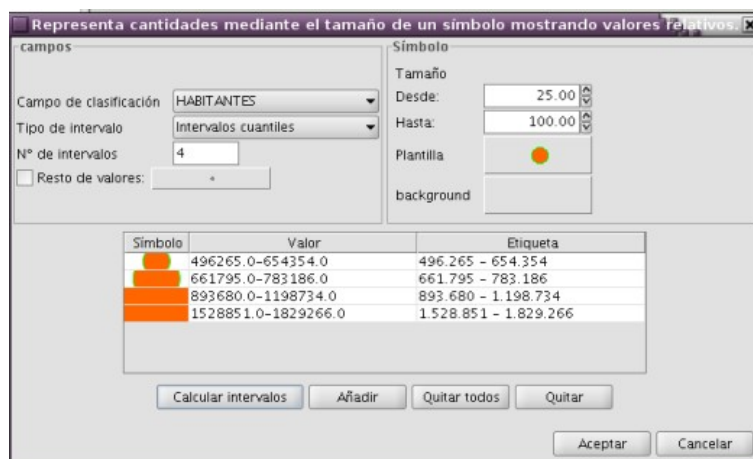 Representa cantidades mediante el tamaño de un símbolo mostrando valores relativos.
campos
Campo de clasificación HABITANTES
Tipo de intervalo Intervalos cuantiles
Nº de intervalos 4
Resto de valores:
Símbolo
Tamaño
Desde: 25.00
Hasta: 100.00
Plantilla
background
Símbolo Valor Etiqueta
496265.0-654354.0 496.265 - 654.354
661795.0-783186.0 661.795 - 783.186
893680.0-1198734.0 893.680 - 1.198.734
1528851.0-1829266.0 1.528.851 - 1.829.266
Calcular intervalos Añadir Quitar todos Quitar
Aceptar Cancelar